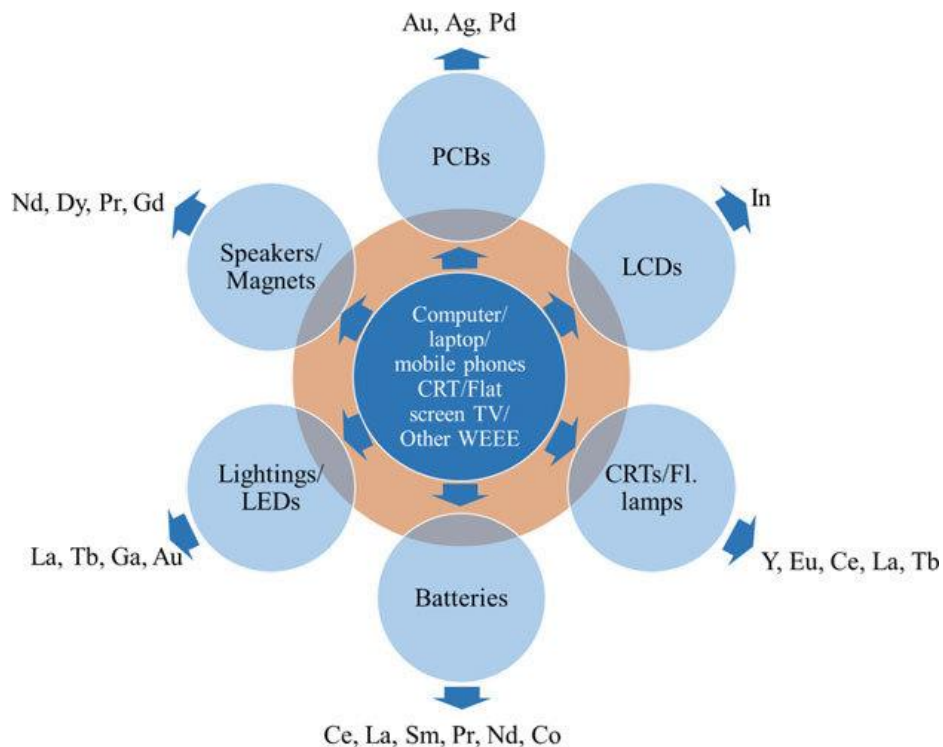 Au, Ag, Pd
PCBs
Nd, Dy, Pr, Gd
In
Speakers/
Magnets
LCDs
Computer/
laptop/
mobile phones
CRT/Flat
screen TV/
Other WEEE
Lightings/
LEDs
CRTs/Fl.
lamps
La, Tb, Ga, Au
Y, Eu, Ce, La, Tb
Batteries
Ce, La, Sm, Pr, Nd, Co